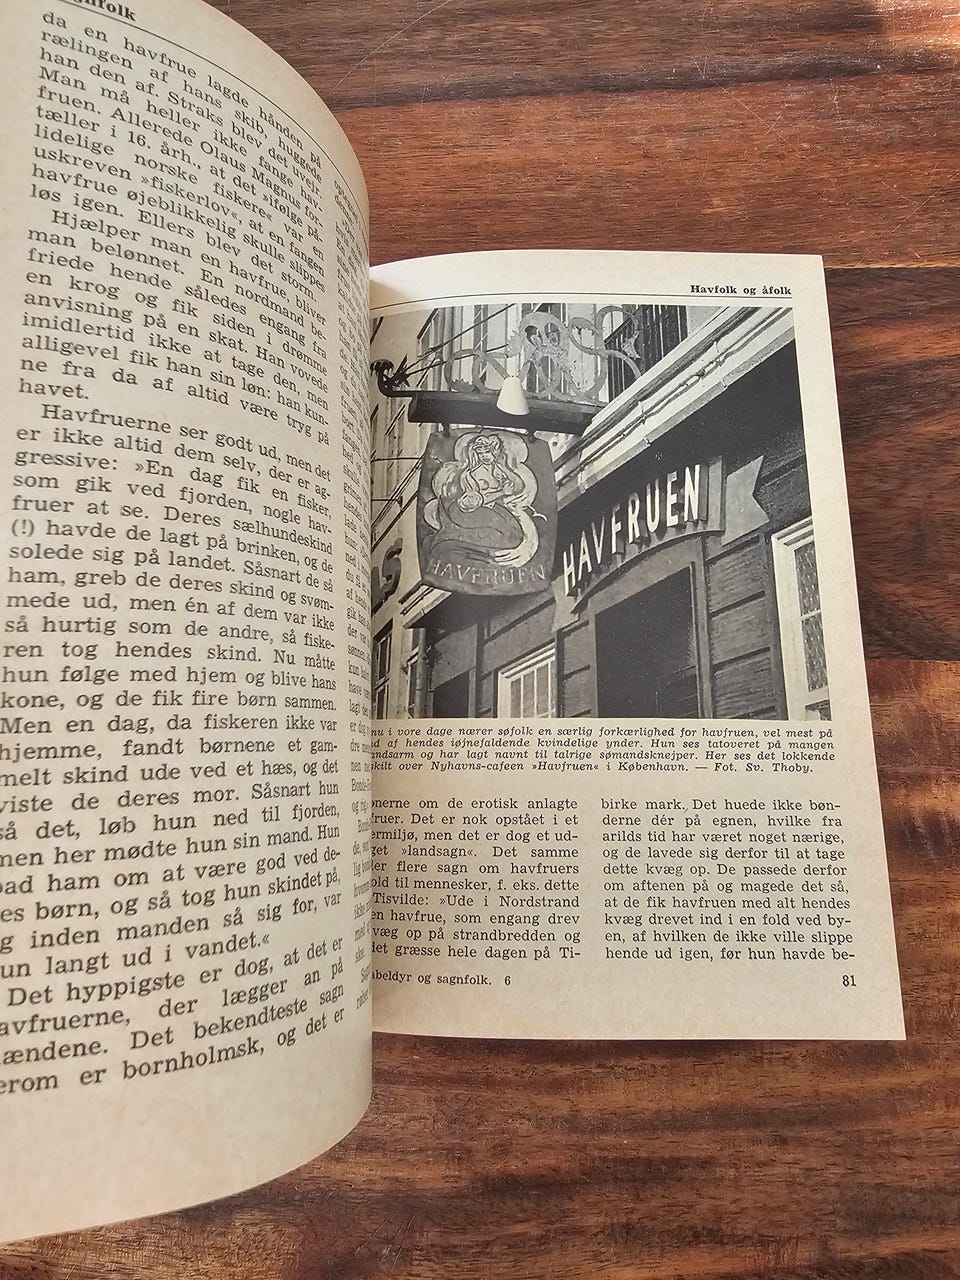 agnfolk
da en havfrue lagde hånden på
rælingen af hans skib, huggede
han den af. Straks blev det uvejr.
Man må heller ikke fange hav-
fruen. Allerede Olaus Magnus for-
tæller i 16. årh., at det »ifølge på-
lidelige norske fiskere« var en
uskreven »fiskerlov«, at en fangen
havfrue øjeblikkelig skulle slippes
løs igen. Ellers blev det storm.
Hjælper man en havfrue, bliver
man belønnet. En nordmand be-
friede hende således engang fra
en krog og fik siden i drømme
anvisning på en skat. Han vovede
imidlertid ikke at tage den, men
alligevel fik han sin løn: han kun-
ne fra da af altid være tryg på
havet.
Havfruerne ser godt ud, men det
er ikke altid dem selv, der er ag-
gressive: »En dag fik en fisker,
som gik ved fjorden, nogle hav-
fruer at se. Deres sælhundeskind
(!) havde de lagt på brinken, og de
solede sig på landet. Såsnart de så
ham, greb de deres skind og svøm-
mede ud, men én af dem var ikke
så hurtig som de andre, så fiske-
ren tog hendes skind. Nu måtte
hun følge med hjem og blive hans
kone, og de fik fire børn sammen.
Men en dag, da fiskeren ikke var
hjemme, fandt børnene et gam-
melt skind ude ved et hæs, og det
viste de deres mor. Såsnart hun
så det, løb hun ned til fjorden,
men her mødte hun sin mand. Hun
bad ham om at være god ved de-
es børn, og så tog hun skindet på,
g inden manden så sig for, var
un langt ud i vandet.«
Det hyppigste er dog, at det er
avfruerne, der lægger an på
ændene. Det bekendteste sagn
erom er bornholmsk, og det er
Havfolk og åfolk
HAVFRUEN
HAVFRUEN
nu i vore dage nærer søfolk en særlig forkærlighed for havfruen, vel mest på
d af hendes iøjnefaldende kvindelige ynder. Hun ses tatoveret på mangen
andsarm og har lagt navnt til talrige sømandsknejper. Her ses det lokkende
skilt over Nyhavns-cafeen »Havfruen« i København. — Fot. Sv. Thoby.
nerne om de erotisk anlagte
fruer. Det er nok opstået i et
ermiljø, men det er dog et ud-
get »landsagn«. Det samme
er flere sagn om havfruers
old til mennesker, f. eks. dette
Tisvilde: »Ude i Nordstrand
en havfrue, som engang drev
kvæg op på strandbredden og
det græsse hele dagen på Ti-
birke mark. Det huede ikke bøn-
derne dér på egnen, hvilke fra
arilds tid har været noget nærige,
og de lavede sig derfor til at tage
dette kvæg op. De passede derfor
om aftenen på og magede det så,
at de fik havfruen med alt hendes
kvæg drevet ind i en fold ved by-
en, af hvilken de ikke ville slippe
hende ud igen, før hun havde be-
abeldyr og sagnfolk. 6
81